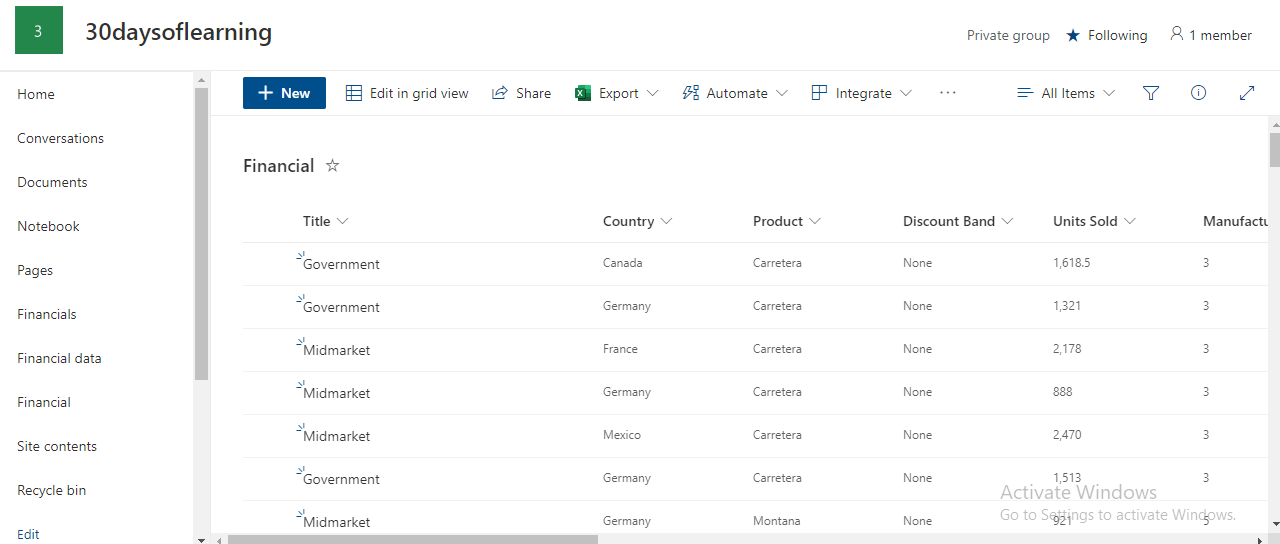 3 30daysoflearning
Private group Following 1 member
Home
Conversations
Documents
Notebook
Pages
Financials
Financial data
Financial
Site contents
Recycle bin
Edit
New Edit in grid view Share Export Automate Integrate ... All Items
Financial
Title Country Product Discount Band Units Sold Manufactu
Government Canada Carretera None 1,618.5 3
Government Germany Carretera None 1,321 3
Midmarket France Carretera None 2,178 3
Midmarket Germany Carretera None 888 3
Midmarket Mexico Carretera None 2,470 3
Government Germany Carretera None 1,513 3
Midmarket Germany Montana None 921 5
Activate Windows
Go to Settings to activate Windows.